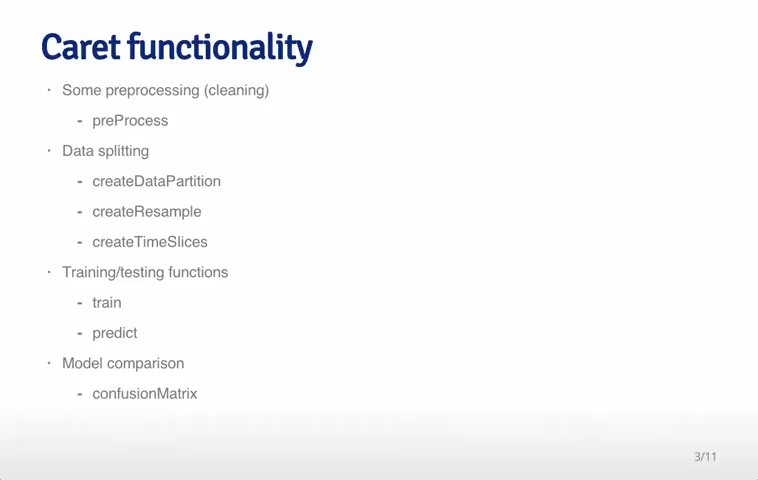 Caret functionality
· Some preprocessing (cleaning)
- preProcess
· Data splitting
- createDataPartition
- createResample
- createTimeSlices
· Training/testing functions
- train
- predict
· Model comparison
- confusionMatrix
3/11